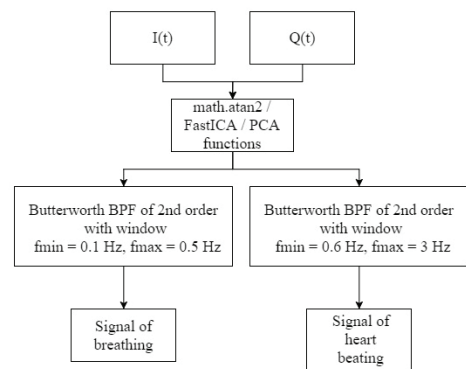 I(t)
Q(t)
math.atan2 /
FastICA / PCA
functions
Butterworth BPF of 2nd order
with window
fmin = 0.1 Hz, fmax = 0.5 Hz
Butterworth BPF of 2nd order
with window
fmin = 0.6 Hz, fmax = 3 Hz
Signal of
breathing
Signal of
heart
beating